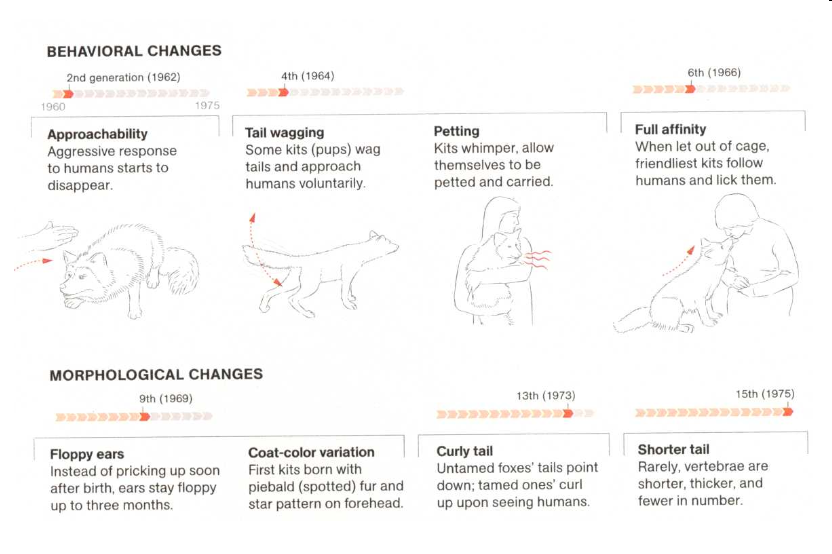 BEHAVIORAL CHANGES
2nd generation (1962)
1960
1975
Approachability
Aggressive response
to humans starts to
disappear.
4th (1964)
Tail wagging
Some kits (pups) wag
tails and approach
humans voluntarily.
Petting
Kits whimper, allow
themselves to be
petted and carried.
6th (1966)
Full affinity
When let out of cage,
friendliest kits follow
humans and lick them.
MORPHOLOGICAL CHANGES
9th (1969)
Floppy ears
Instead of pricking up soon
after birth, ears stay floppy
up to three months.
Coat-color variation
First kits born with
piebald (spotted) fur and
star pattern on forehead.
13th (1973)
Curly tail
Untamed foxes' tails point
down; tamed ones' curl
up upon seeing humans.
15th (1975)
Shorter tail
Rarely, vertebrae are
shorter, thicker, and
fewer in number.